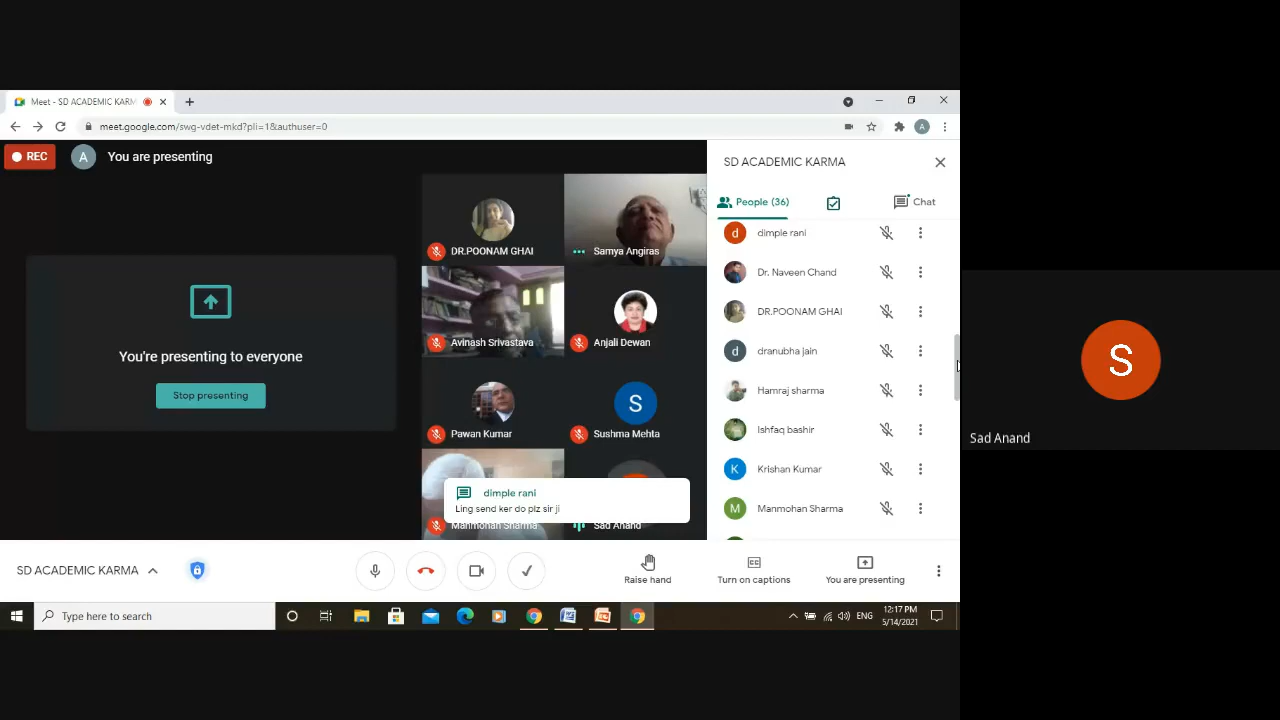 Meet - SD ACADEMIC KARM
meet.google.com/swg-vdet-mkd?pli=1&authuser=0
A
REC
A
You are presenting
SD ACADEMIC KARMA
People (36)
Chat
You're presenting to everyone
Stop presenting
DR.POONAM GHAI
Samya Angiras
Avinash Srivastava
Anjali Dewan
Pawan Kumar
S
Sushma Mehta
Manmohan Sharma
Sad Anand
dimple rani
Ling send ker do plz sir ji
d
dimple rani
Dr. Naveen Chand
DR.POONAM GHAI
d
dranubha jain
Hamraj sharma
Ishfaq bashir
K
Krishan Kumar
M
Manmohan Sharma
S
Sad Anand
SD ACADEMIC KARMA
Raise hand
Turn on captions
You are presenting
Type here to search
ENG
12:17 PM
5/14/2021